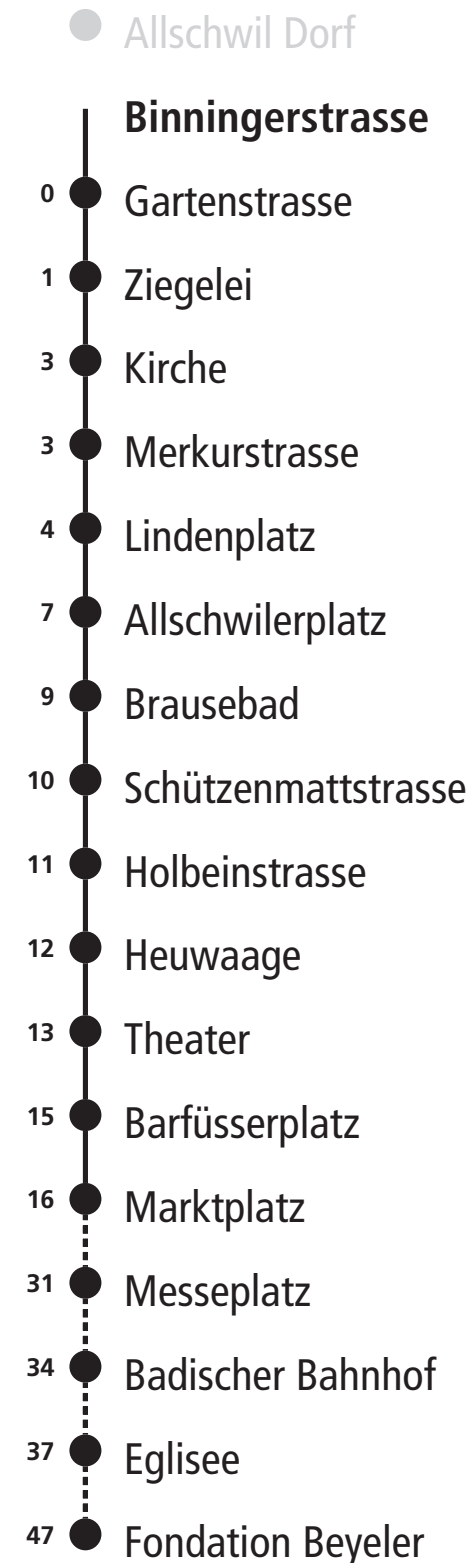 Allschwil Dorf
Binningerstrasse
0 Gartenstrasse
1 Ziegelei
3 Kirche
3 Merkurstrasse
4 Lindenplatz
7 Allschwilerplatz
9 Brausebad
10 Schützenmattstrasse
11 Holbeinstrasse
12 Heuwaage
13 Theater
15 Barfüsserplatz
16 Marktplatz
31 Messeplatz
34 Badischer Bahnhof
37 Eglisee
47 Fondation Beyeler